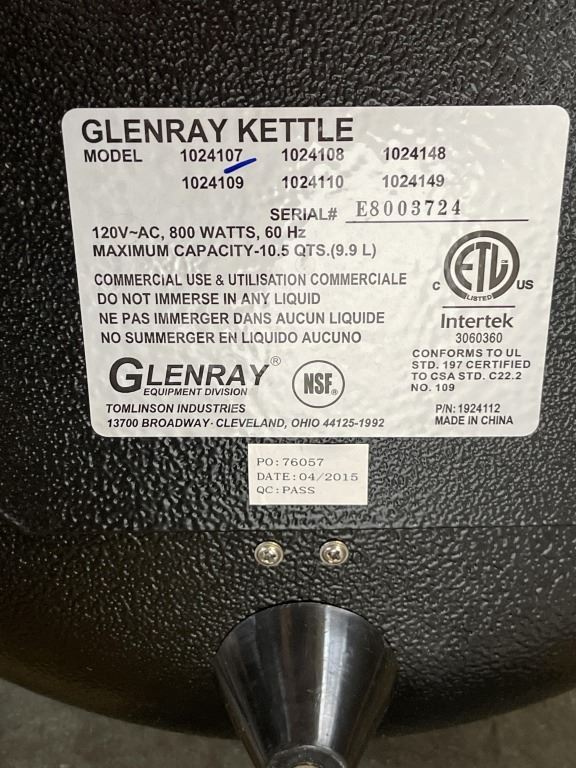 GLENRAY KETTLE
MODEL 1024107 1024108 1024148
1024109 1024110 1024149
SERIAL# E8003724
120V~AC, 800 WATTS, 60 Hz
MAXIMUM CAPACITY-10.5 QTS.(9.9 L)
COMMERCIAL USE & UTILISATION COMMERCIALE
DO NOT IMMERSE IN ANY LIQUID
NE PAS IMMERGER DANS AUCUN LIQUIDE
NO SUMMERGER EN LIQUIDO AUCUNO
C ETL US
LISTED
Intertek
3060360
CONFORMS TO UL
STD. 197 CERTIFIED
TO CSA STD. C22.2
NO. 109
GLENRAY®
EQUIPMENT DIVISION
NSF®
TOMLINSON INDUSTRIES
13700 BROADWAY· CLEVELAND, OHIO 44125-1992
P/N: 1924112
MADE IN CHINA
PO:76057
DATE:04/2015
QC:PASS